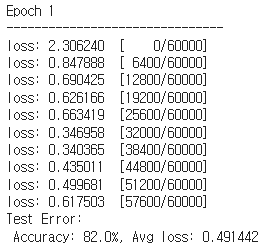 Epoch 1
-------------------------------
loss: 2.306240  [    0/60000]
loss: 0.847888  [ 6400/60000]
loss: 0.690425  [12800/60000]
loss: 0.626166  [19200/60000]
loss: 0.663419  [25600/60000]
loss: 0.346958  [32000/60000]
loss: 0.340365  [38400/60000]
loss: 0.435011  [44800/60000]
loss: 0.499681  [51200/60000]
loss: 0.617503  [57600/60000]
Test Error:
 Accuracy: 82.0%, Avg loss: 0.491442